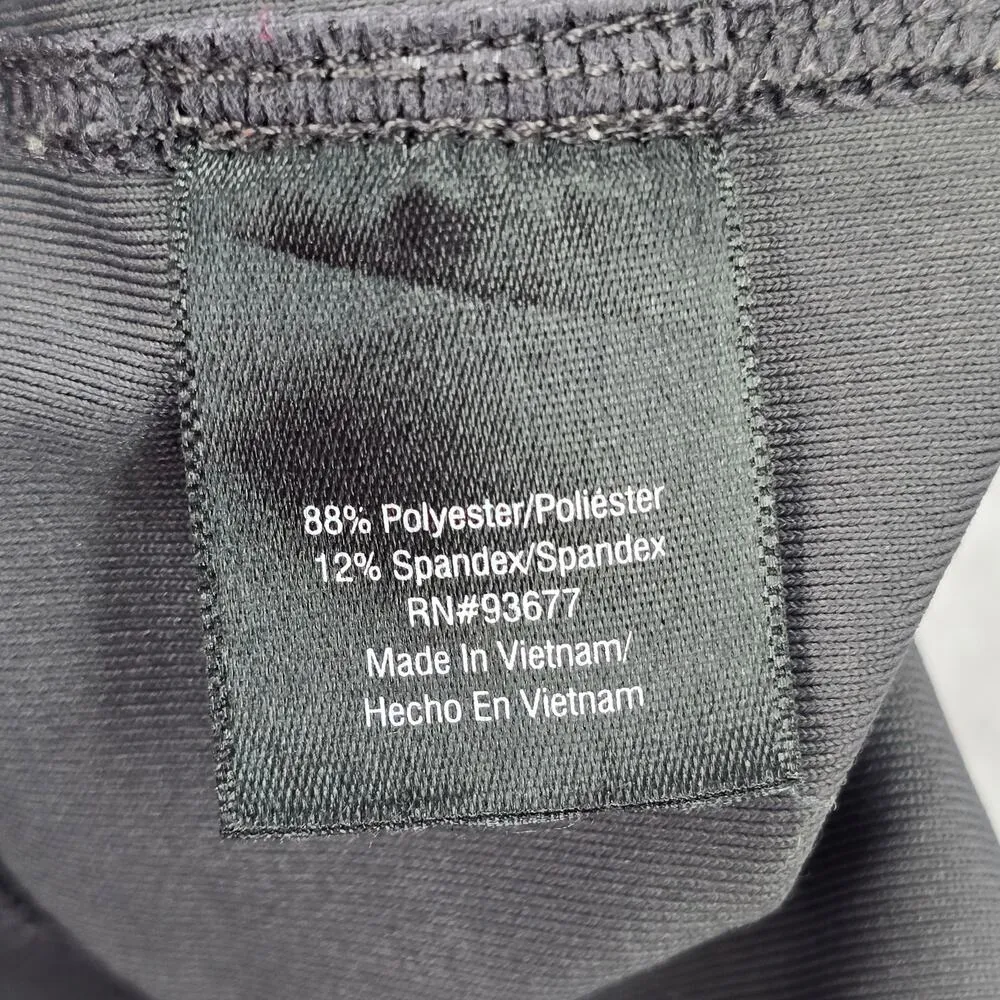 88% Polyester/Poliéster
12% Spandex/Spandex
RN#93677
Made In Vietnam/
Hecho En Vietnam